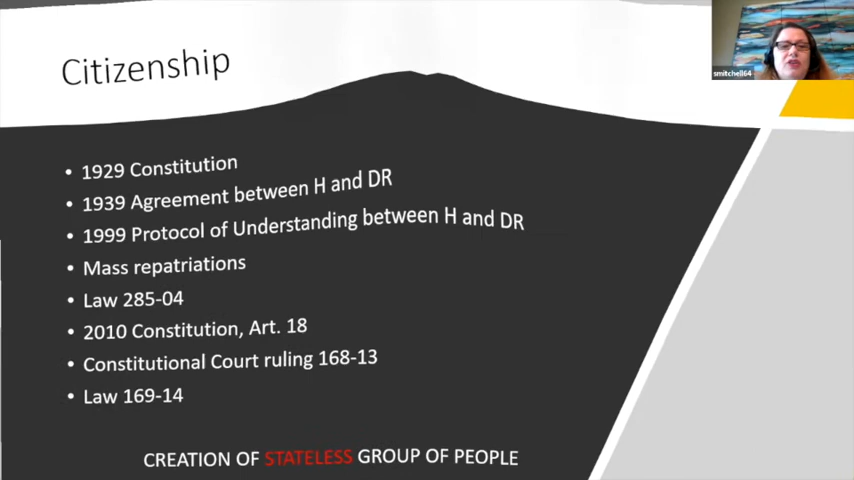 smitchell64
Citizenship
• 1929 Constitution
• 1939 Agreement between H and DR
• 1999 Protocol of Understanding between H and DR
• Mass repatriations
• Law 285-04
• 2010 Constitution, Art. 18
• Constitutional Court ruling 168-13
• Law 169-14
CREATION OF STATELESS GROUP OF PEOPLE